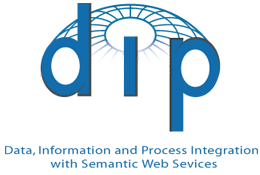 dip
Data, Information and Process Integration
with Semantic Web Sevices